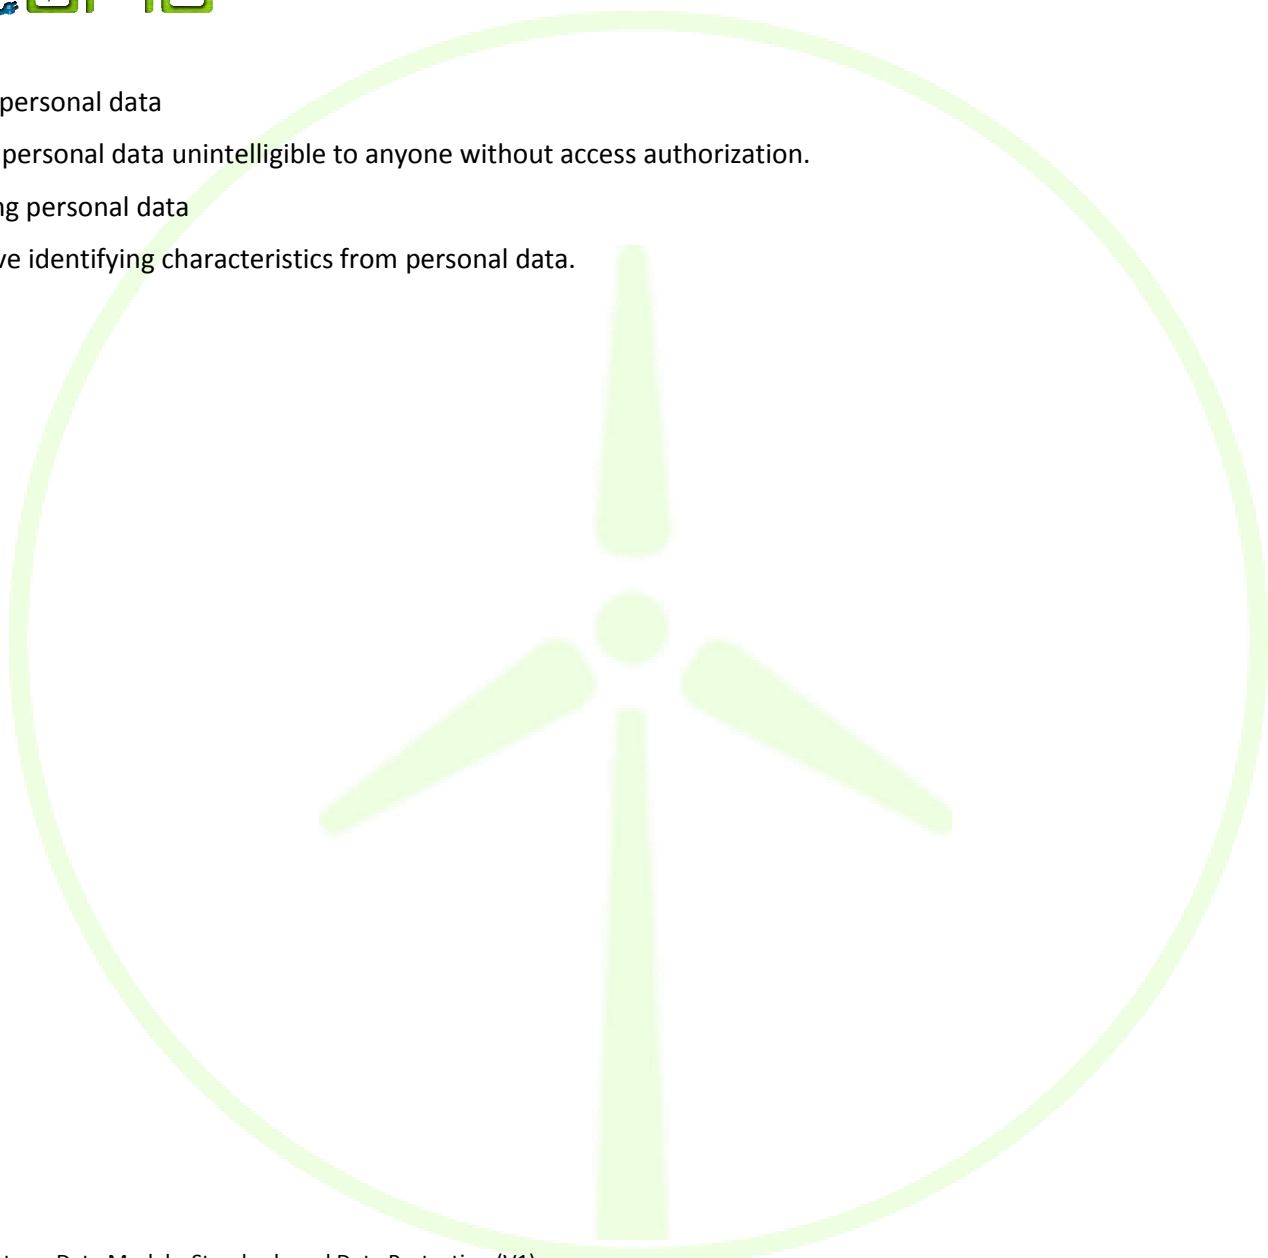 personal data
personal data unintelligible to anyone without access authorization.
ng personal data
ve identifying characteristics from personal data.